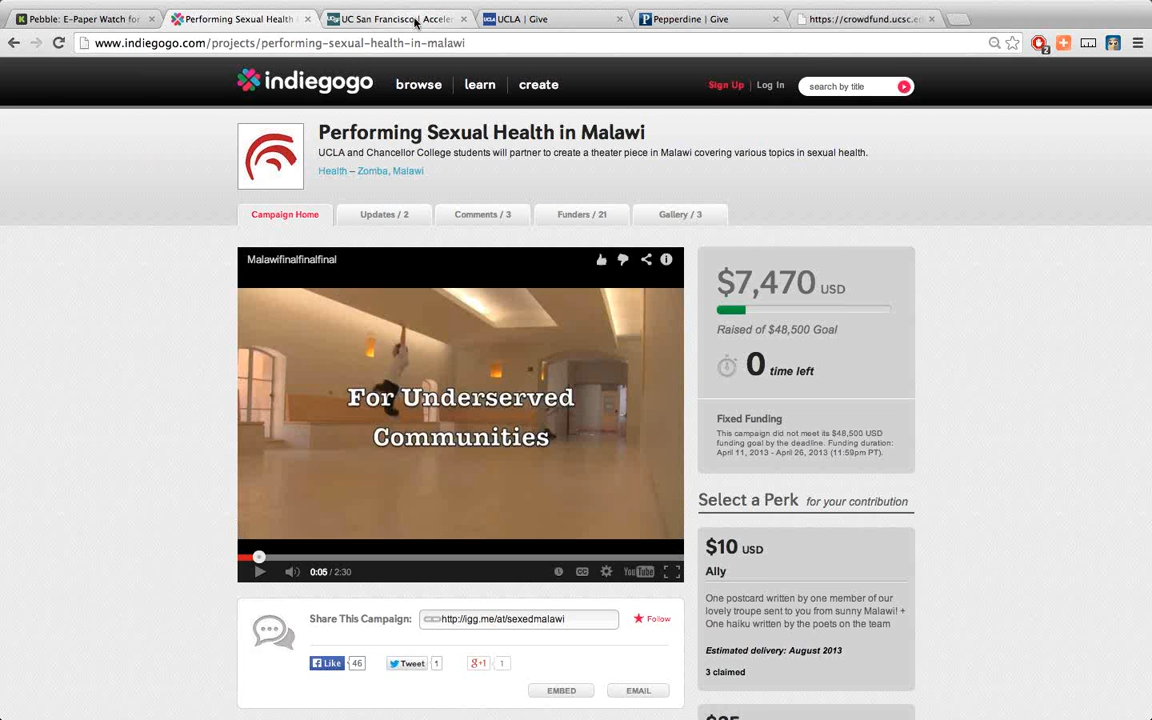 Pebble: E-Paper Watch for
Performing Sexual Health
UC San Francisco | Acceler
UCLA | Give
Pepperdine | Give
https://crowdfund.ucsc.e
www.indiegogo.com/projects/performing-sexual-health-in-malawi
2
indiegogo
browse
learn
create
Sign Up | Log In
search by title
Performing Sexual Health in Malawi
UCLA and Chancellor College students will partner to create a theater piece in Malawi covering various topics in sexual health.
Health – Zomba, Malawi
Campaign Home
Updates / 2
Comments / 3
Funders / 21
Gallery / 3
Malawifinalfinalfinal
For Underserved
Communities
0:05 / 2:30
CC
YouTube
Share This Campaign:
http://igg.me/at/sexedmalawi
Follow
Like 46
Tweet 1
g+1 1
EMBED
EMAIL
$7,470 USD
Raised of $48,500 Goal
0 time left
Fixed Funding
This campaign did not meet its $48,500 USD
funding goal by the deadline. Funding duration:
April 11, 2013 - April 26, 2013 (11:59pm PT).
Select a Perk for your contribution
$10 USD
Ally
One postcard written by one member of our
lovely troupe sent to you from sunny Malawi! +
One haiku written by the poets on the team
Estimated delivery: August 2013
3 claimed